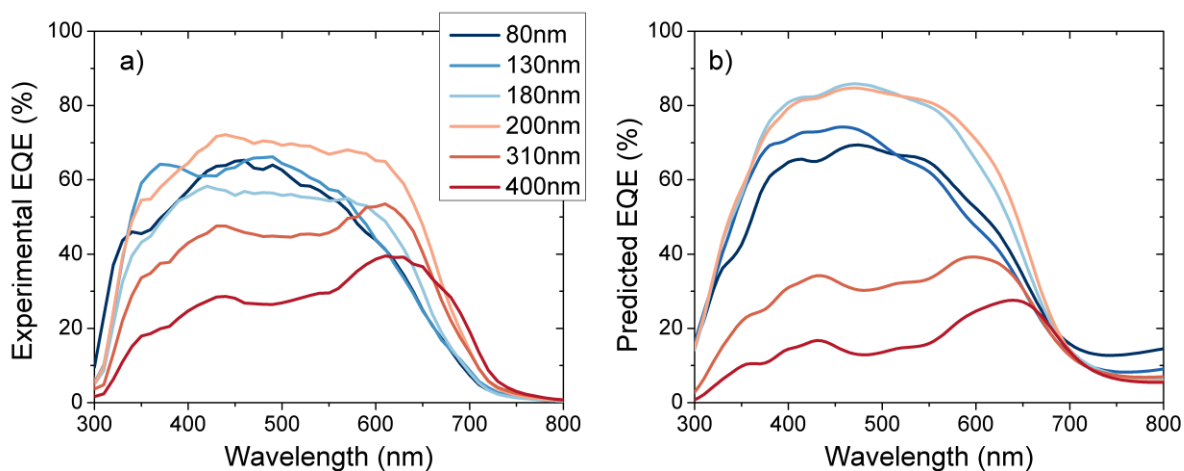 a)
Experimental EQE (%)
100
80
60
40
20
0
300 400 500 600 700 800
Wavelength (nm)
80nm
130nm
180nm
200nm
310nm
400nm
b)
Predicted EQE (%)
100
80
60
40
20
0
300 400 500 600 700 800
Wavelength (nm)